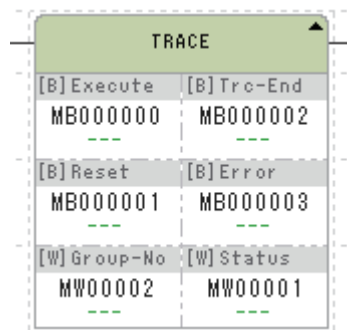 TRACE
[B]Execute [B]Trc-End
MB000000 MB000002
--- ---
[B]Reset [B]Error
MB000001 MB000003
--- ---
[W]Group-No [W]Status
MW00002 MW00001
--- ---